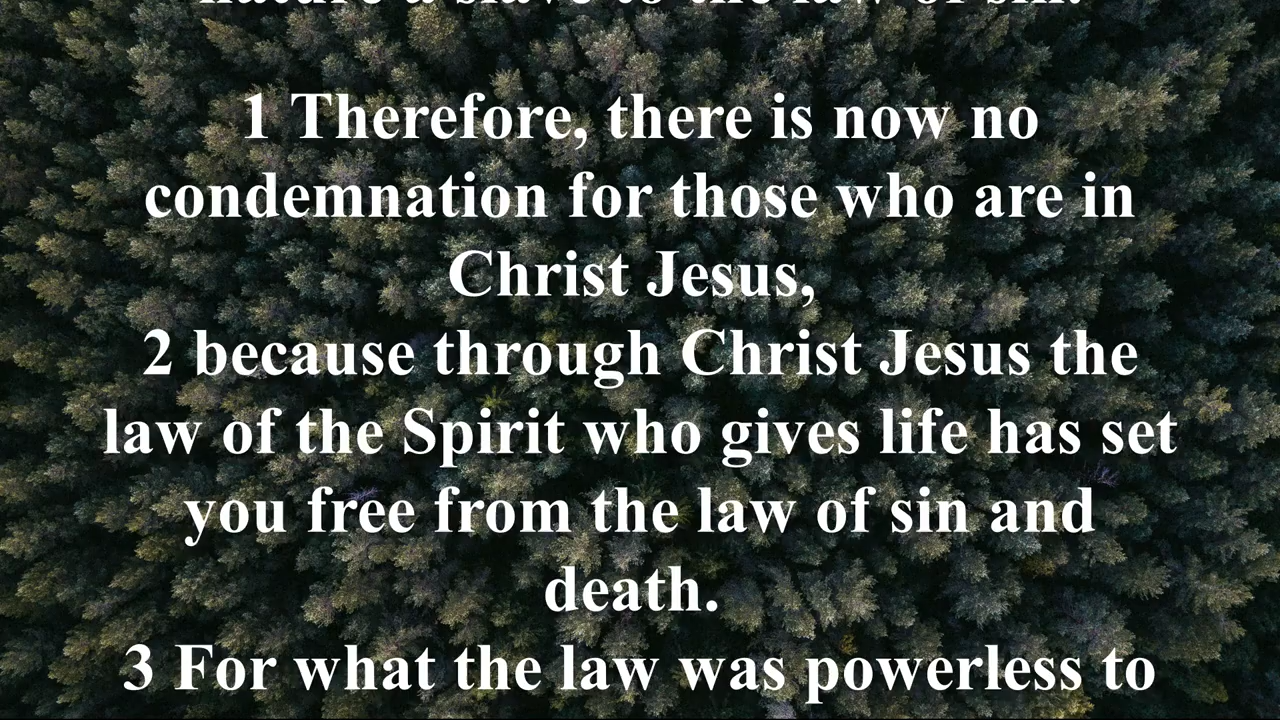 nature a slave to the law of sin.
1 Therefore, there is now no
condemnation for those who are in
Christ Jesus,
2 because through Christ Jesus the
law of the Spirit who gives life has set
you free from the law of sin and
death.
3 For what the law was powerless to